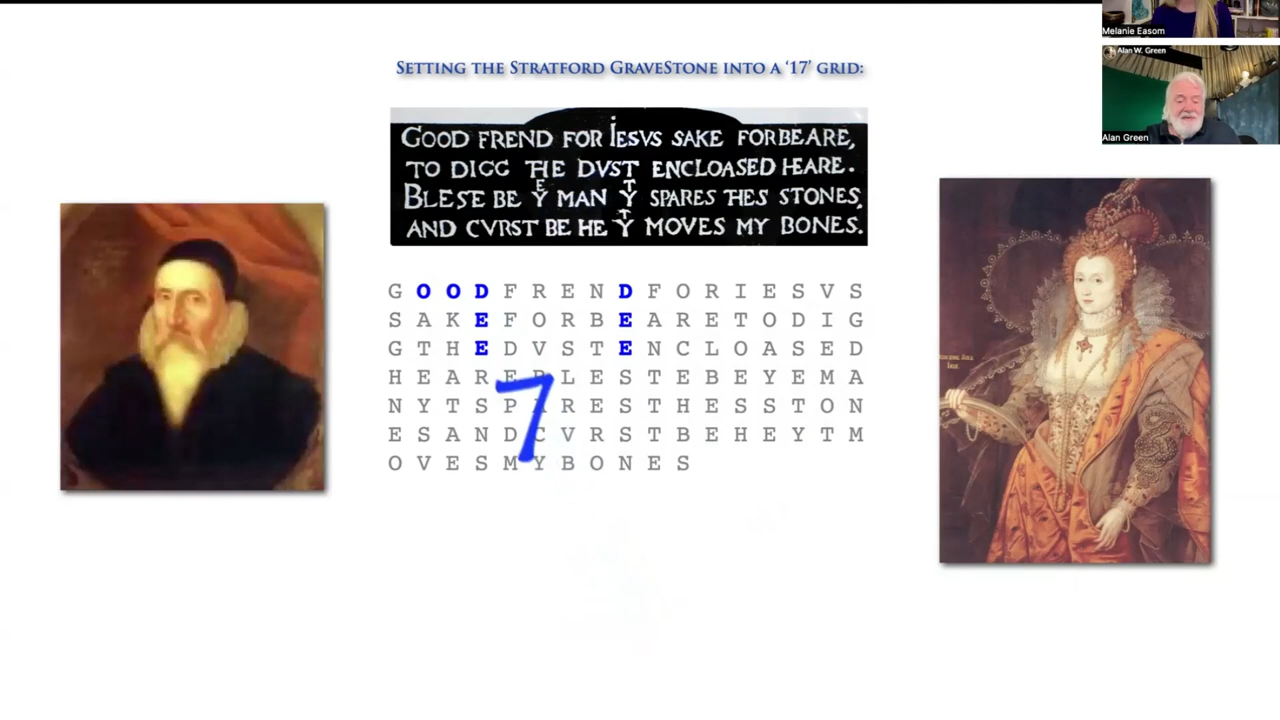 Melanie Easom
Alan W. Green
Alan Green
SETTING THE STRATFORD GRAVESTONE INTO A '17' GRID:
GOOD FREND FOR IESVS SAKE FORBEARE,
TO DIGG THE DVST ENCLOASED HEARE.
BLESE BE Y^E MAN Y^T SPARES THES STONES,
AND CVRST BE HE Y^T MOVES MY BONES.
G O O D F R E N D F O R I E S V S
S A K E F O R B E A R E T O D I G
G T H E D V S T E N C L O A S E D
H E A R E B L E S T E B E Y E M A
N Y T S P A R E S T H E S S T O N
E S A N D C V R S T B E H E Y T M
O V E S M Y B O N E S
7